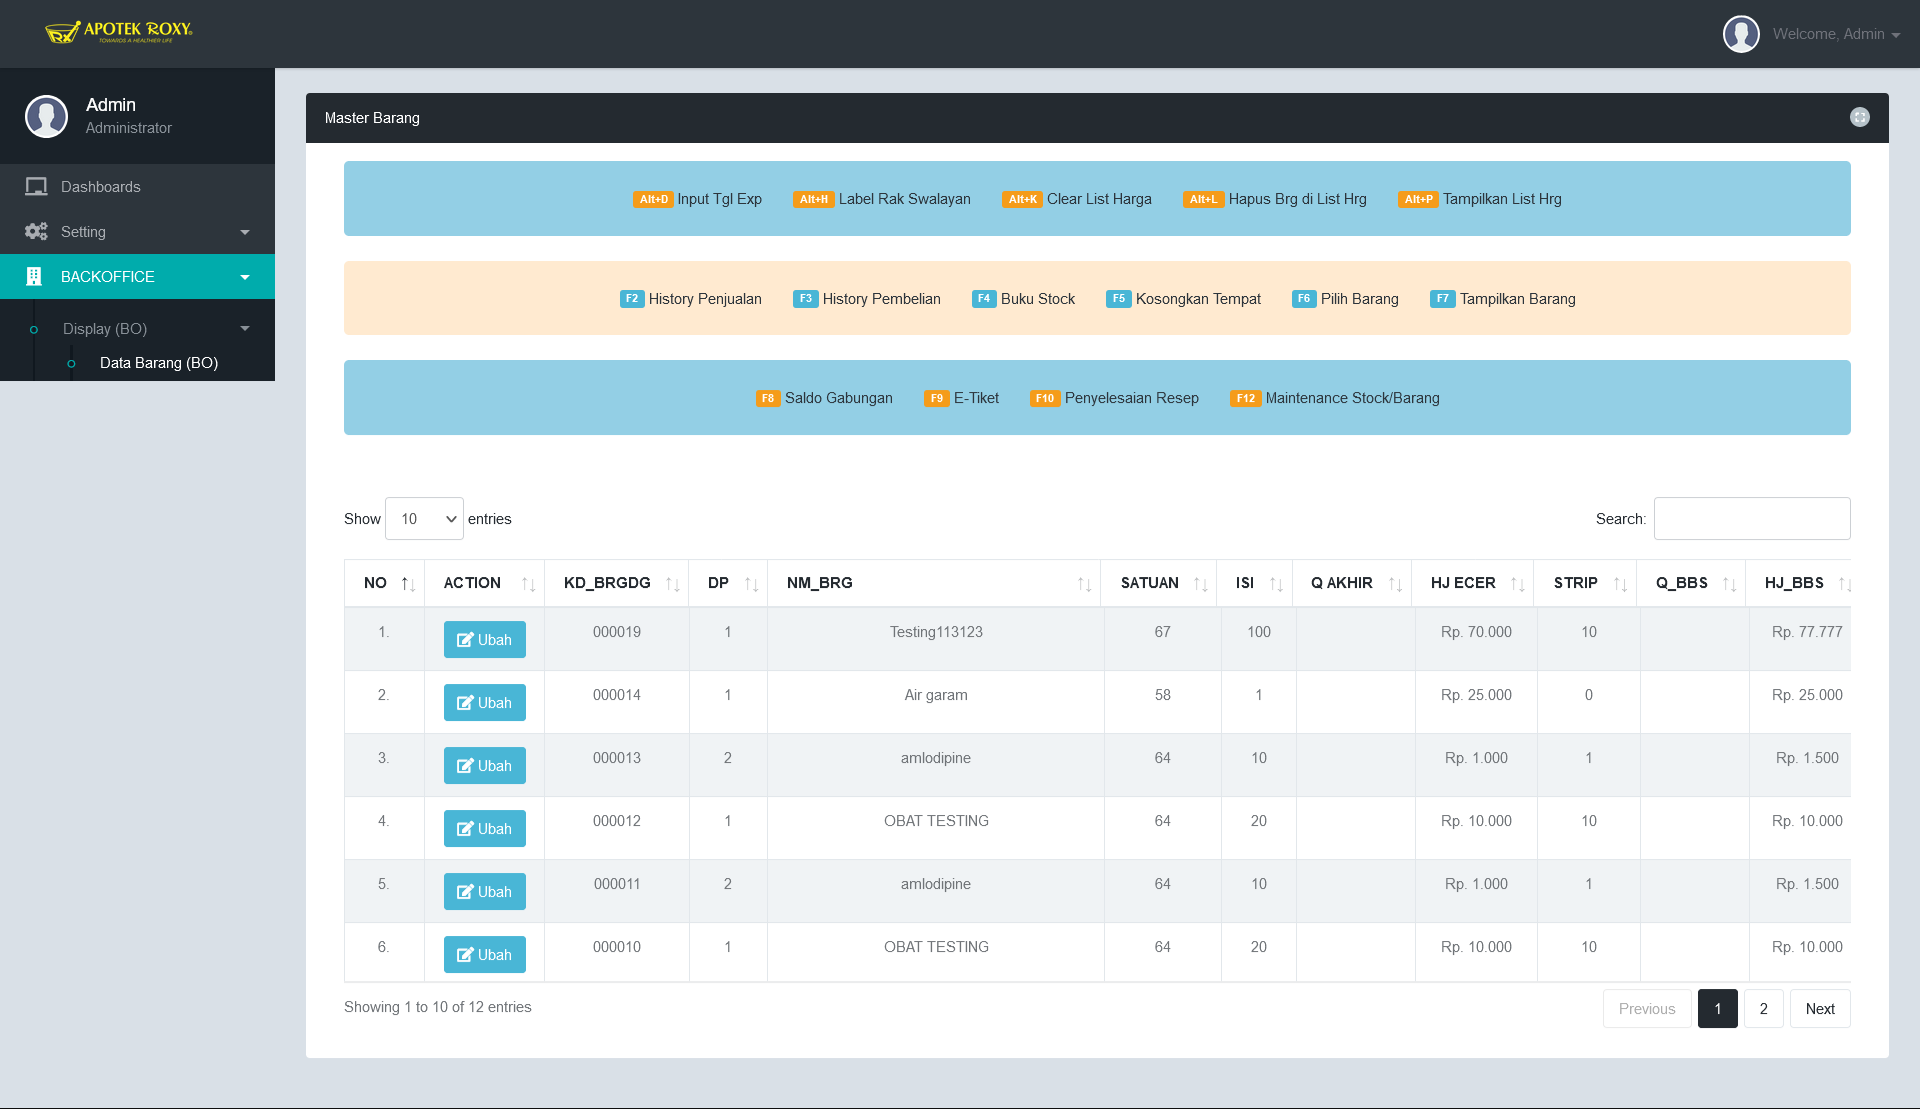 Rx APOTEK ROXY
TOWARDS A HEALTHIER LIFE
Welcome, Admin
Admin
Administrator
Dashboards
Setting
BACKOFFICE
Display (BO)
Data Barang (BO)
Master Barang
Alt+D Input Tgl Exp Alt+H Label Rak Swalayan Alt+K Clear List Harga Alt+L Hapus Brg di List Hrg Alt+P Tampilkan List Hrg
F2 History Penjualan F3 History Pembelian F4 Buku Stock F5 Kosongkan Tempat F6 Pilih Barang F7 Tampilkan Barang
F8 Saldo Gabungan F9 E-Tiket F10 Penyelesaian Resep F12 Maintenance Stock/Barang
Show 10 entries Search:
NO ACTION KD_BRGDG DP NM_BRG SATUAN ISI Q AKHIR HJ ECER STRIP Q_BBS HJ_BBS
1. Ubah 000019 1 Testing113123 67 100 Rp. 70.000 10 Rp. 77.777
2. Ubah 000014 1 Air garam 58 1 Rp. 25.000 0 Rp. 25.000
3. Ubah 000013 2 amlodipine 64 10 Rp. 1.000 1 Rp. 1.500
4. Ubah 000012 1 OBAT TESTING 64 20 Rp. 10.000 10 Rp. 10.000
5. Ubah 000011 2 amlodipine 64 10 Rp. 1.000 1 Rp. 1.500
6. Ubah 000010 1 OBAT TESTING 64 20 Rp. 10.000 10 Rp. 10.000
Showing 1 to 10 of 12 entries Previous 1 2 Next